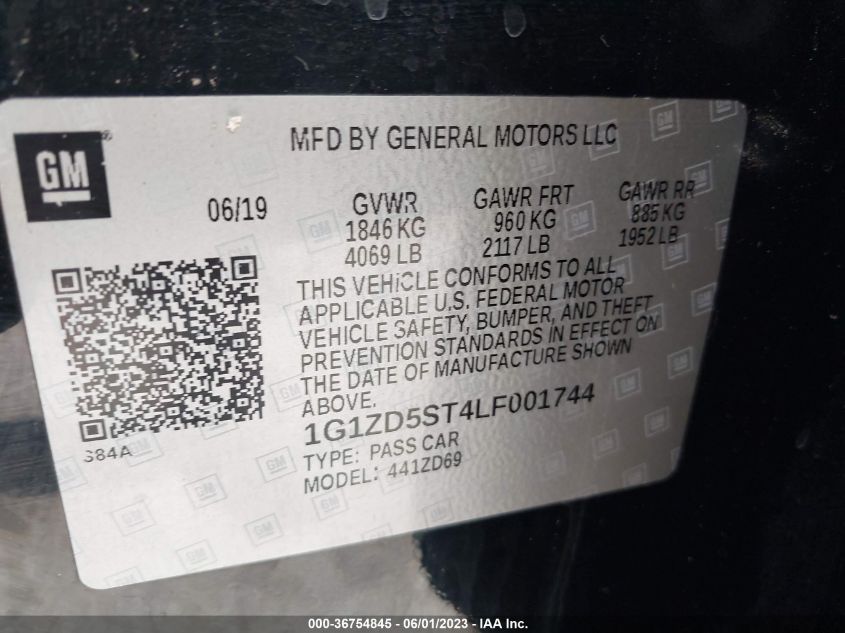 GM
®
MFD BY GENERAL MOTORS LLC
06/19
GVWR
1846 KG
4069 LB
GAWR FRT
960 KG
2117 LB
GAWR RR
885 KG
1952 LB
THIS VEHICLE CONFORMS TO ALL
APPLICABLE U.S. FEDERAL MOTOR
VEHICLE SAFETY, BUMPER, AND THEFT
PREVENTION STANDARDS IN EFFECT ON
THE DATE OF MANUFACTURE SHOWN
ABOVE.
1G1ZD5ST4LF001744
TYPE: PASS CAR
MODEL: 441ZD69
S84A
000-36754845 - 06/01/2023 - IAA Inc.